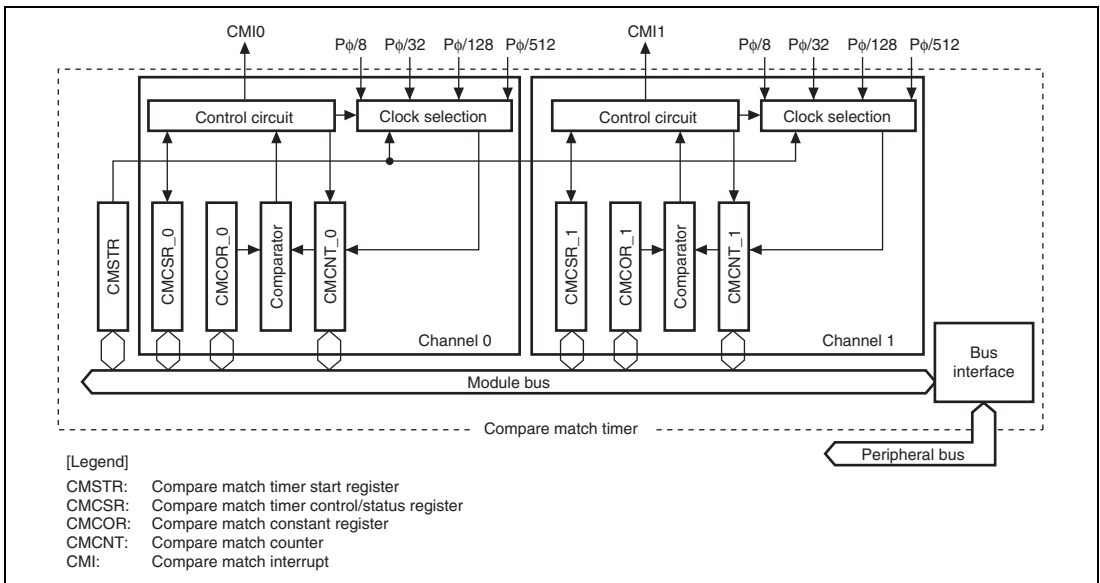 CMI0
Pϕ/8 Pϕ/32 Pϕ/128 Pϕ/512
CMI1
Pϕ/8 Pϕ/32 Pϕ/128 Pϕ/512
Control circuit
Clock selection
Control circuit
Clock selection
CMSTR
CMCSR_0
CMCOR_0
Comparator
CMCNT_0
CMCSR_1
CMCOR_1
Comparator
CMCNT_1
Channel 0
Channel 1
Bus
interface
Module bus
Compare match timer
Peripheral bus
[Legend]
CMSTR: Compare match timer start register
CMCSR: Compare match timer control/status register
CMCOR: Compare match constant register
CMCNT: Compare match counter
CMI: Compare match interrupt